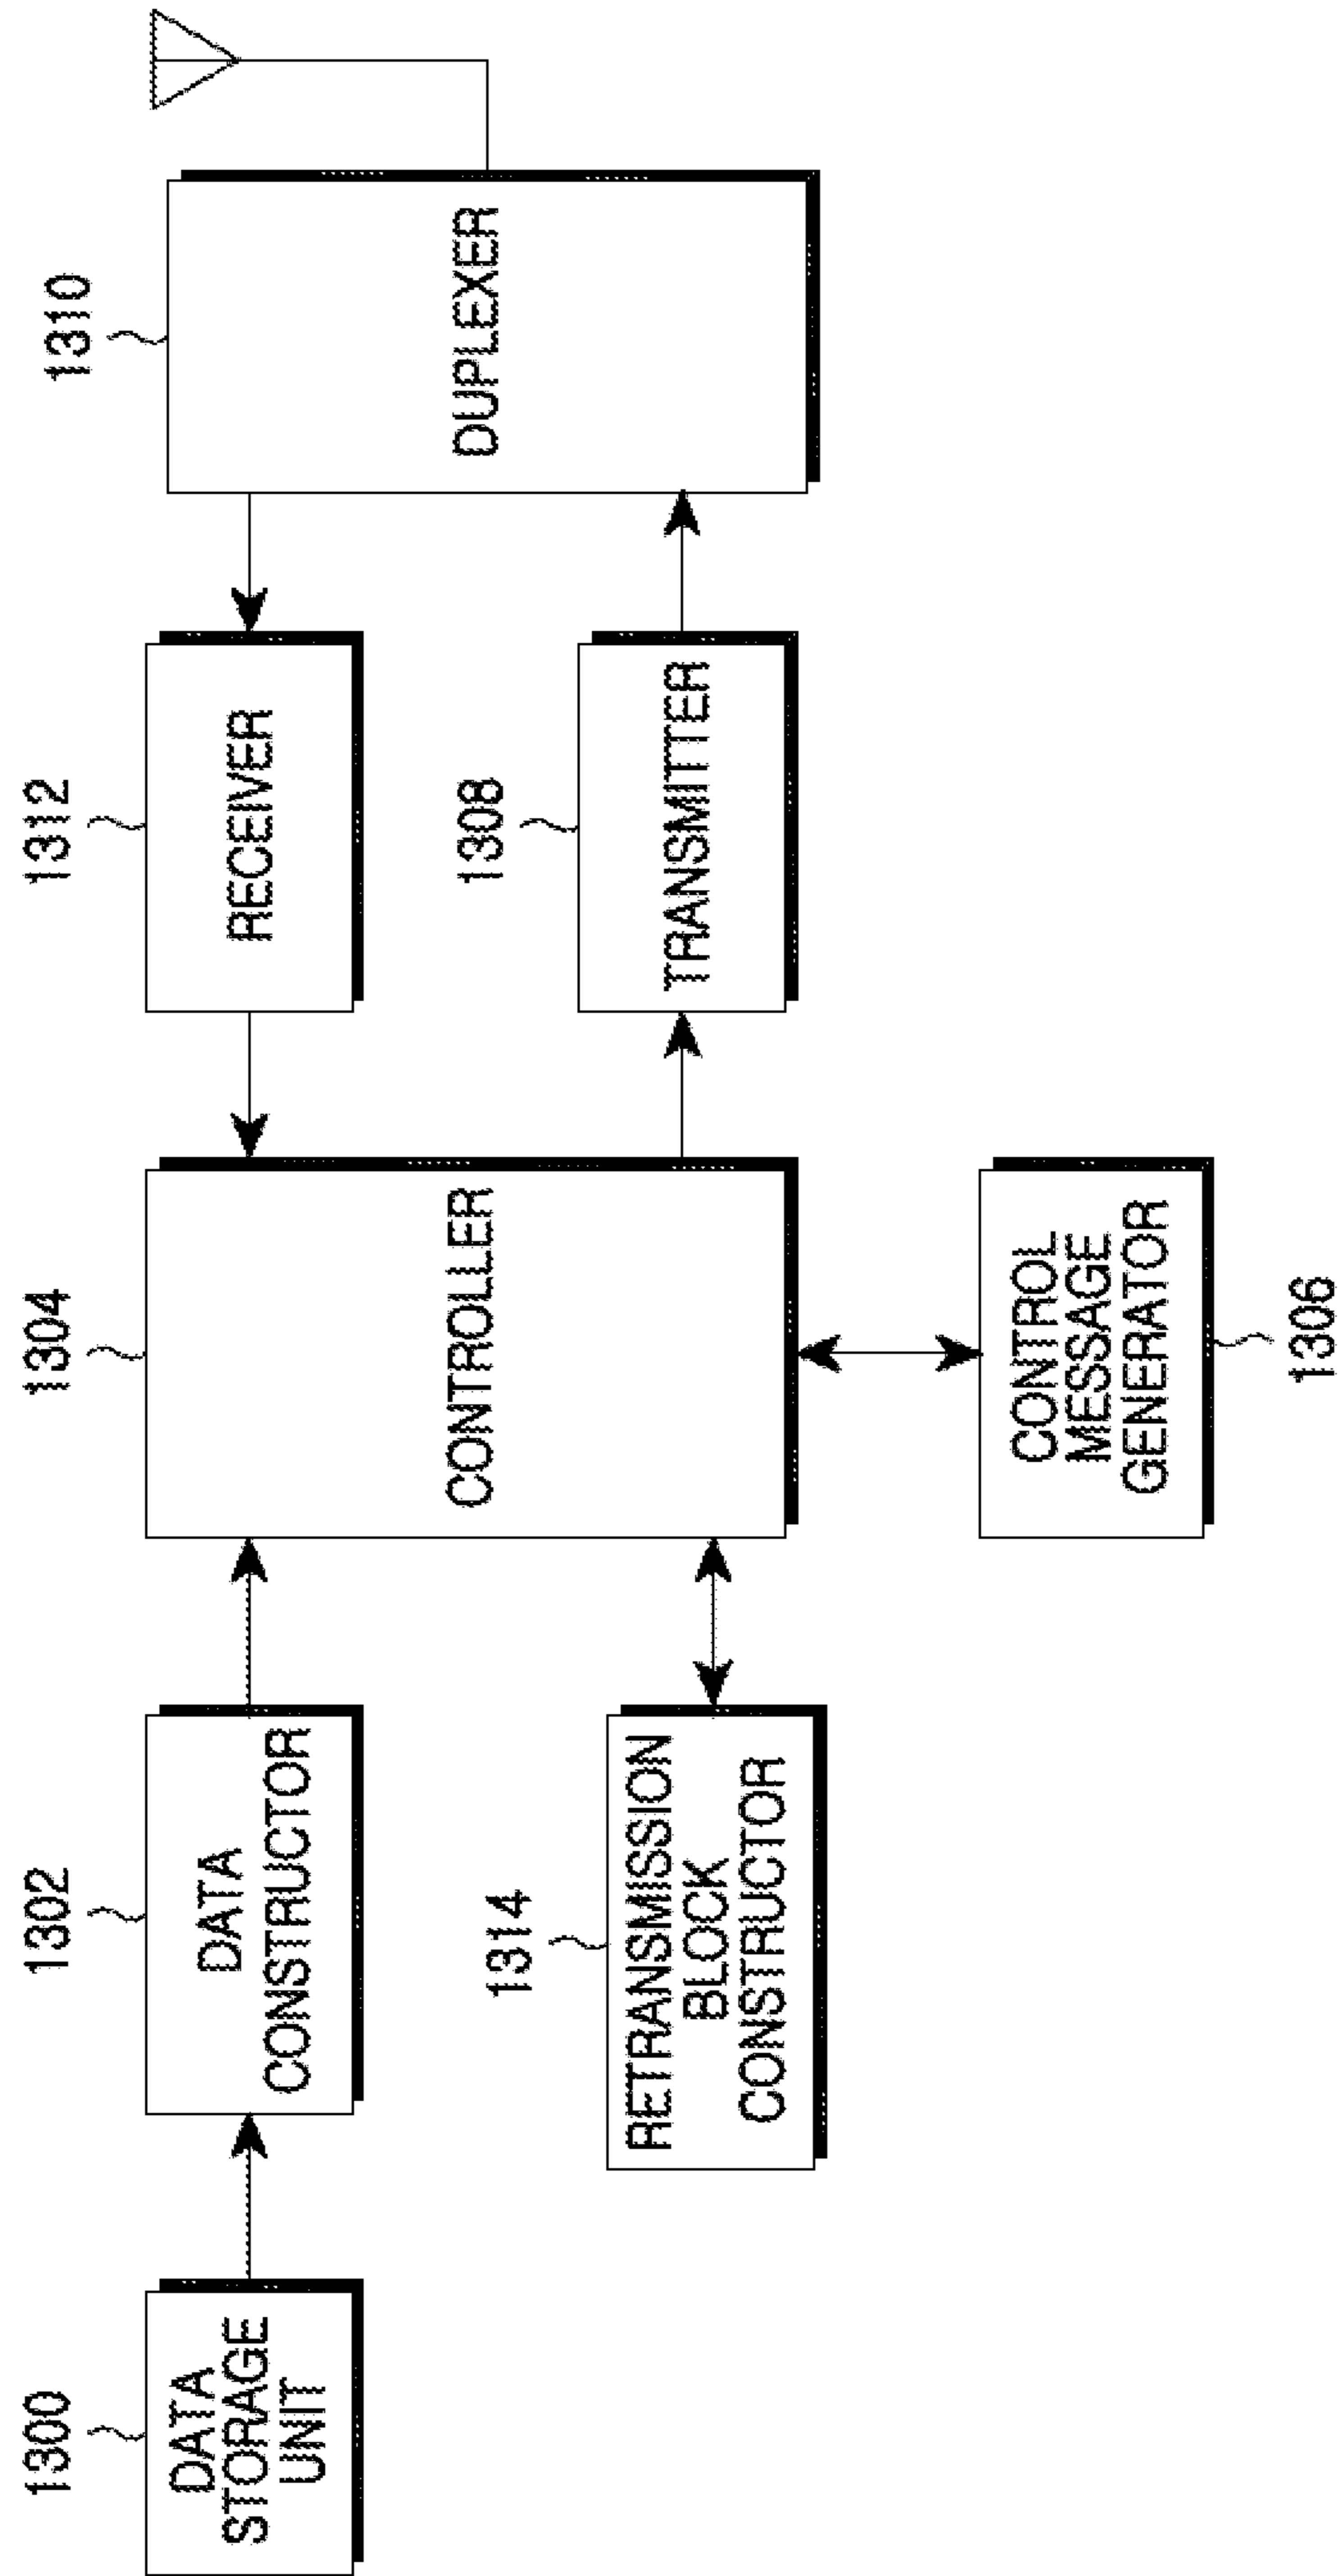 1300
DATA
STORAGE
UNIT
1302
DATA
CONSTRUCTOR
1304
CONTROLLER
1312
RECEIVER
1310
DUPLEXER
1314
RETRANSMISSION
BLOCK
CONSTRUCTOR
1308
TRANSMITTER
CONTROL
MESSAGE
GENERATOR
1306